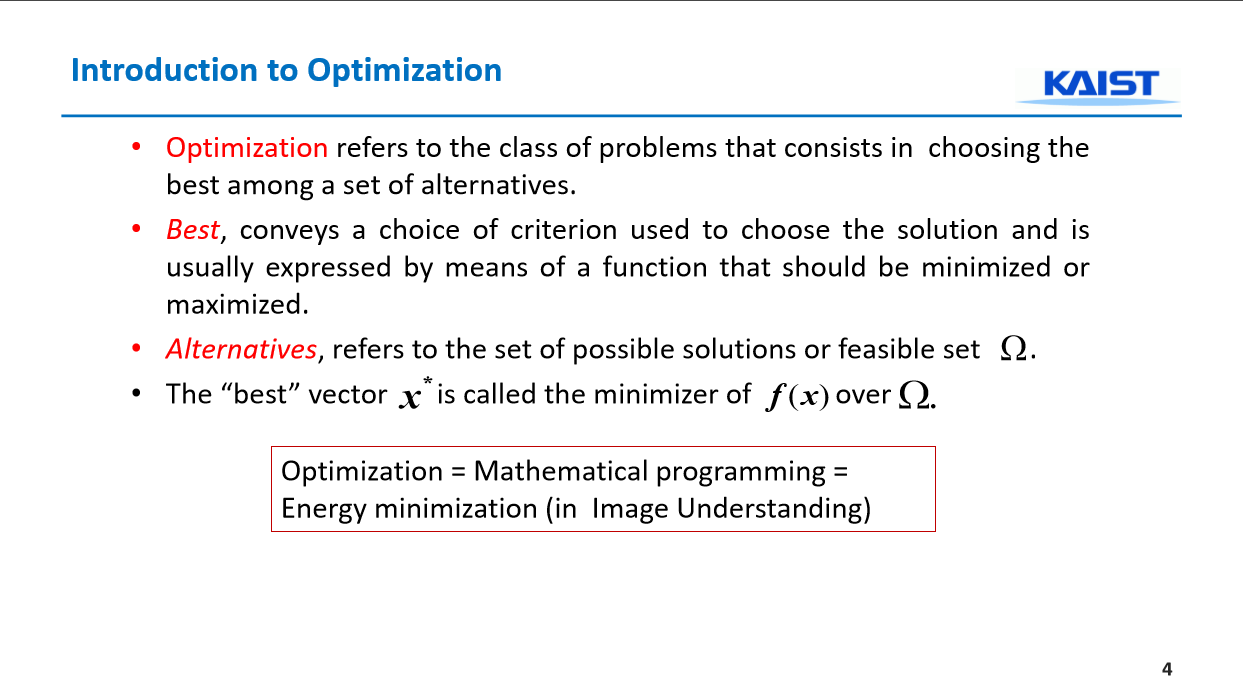 Introduction to Optimization
KAIST
• Optimization refers to the class of problems that consists in  choosing the
best among a set of alternatives.
• Best, conveys a choice of criterion used to choose the solution and is
usually expressed by means of a function that should be minimized or
maximized.
• Alternatives, refers to the set of possible solutions or feasible set Ω.
• The “best” vector x* is called the minimizer of f(x) over Ω.
Optimization = Mathematical programming =
Energy minimization (in  Image Understanding)
4